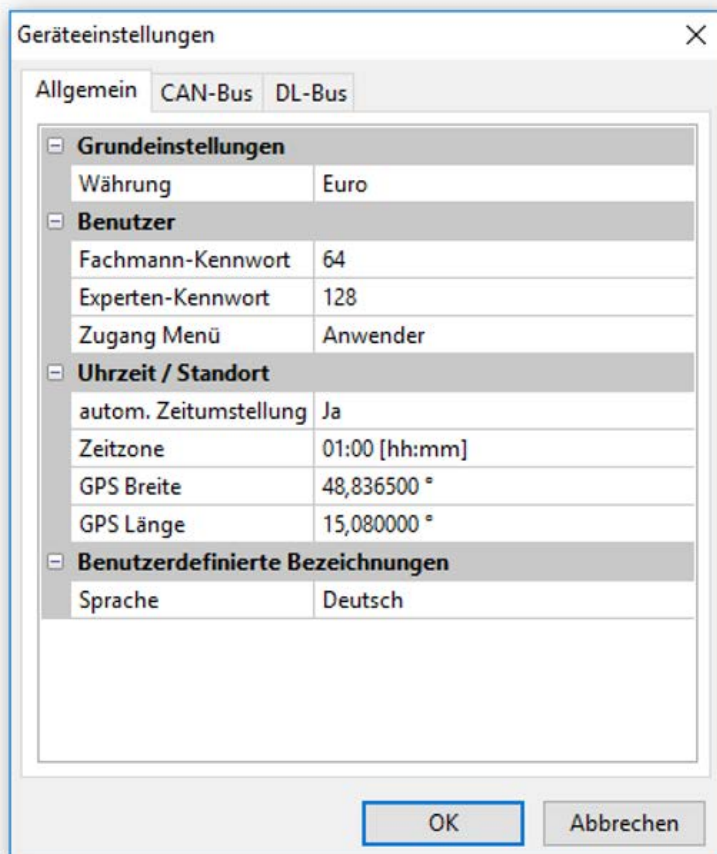 Geräteeinstellungen
Allgemein CAN-Bus DL-Bus
Grundeinstellungen
Währung Euro
Benutzer
Fachmann-Kennwort 64
Experten-Kennwort 128
Zugang Menü Anwender
Uhrzeit / Standort
autom. Zeitumstellung Ja
Zeitzone 01:00 [hh:mm]
GPS Breite 48,836500 °
GPS Länge 15,080000 °
Benutzerdefinierte Bezeichnungen
Sprache Deutsch
OK Abbrechen